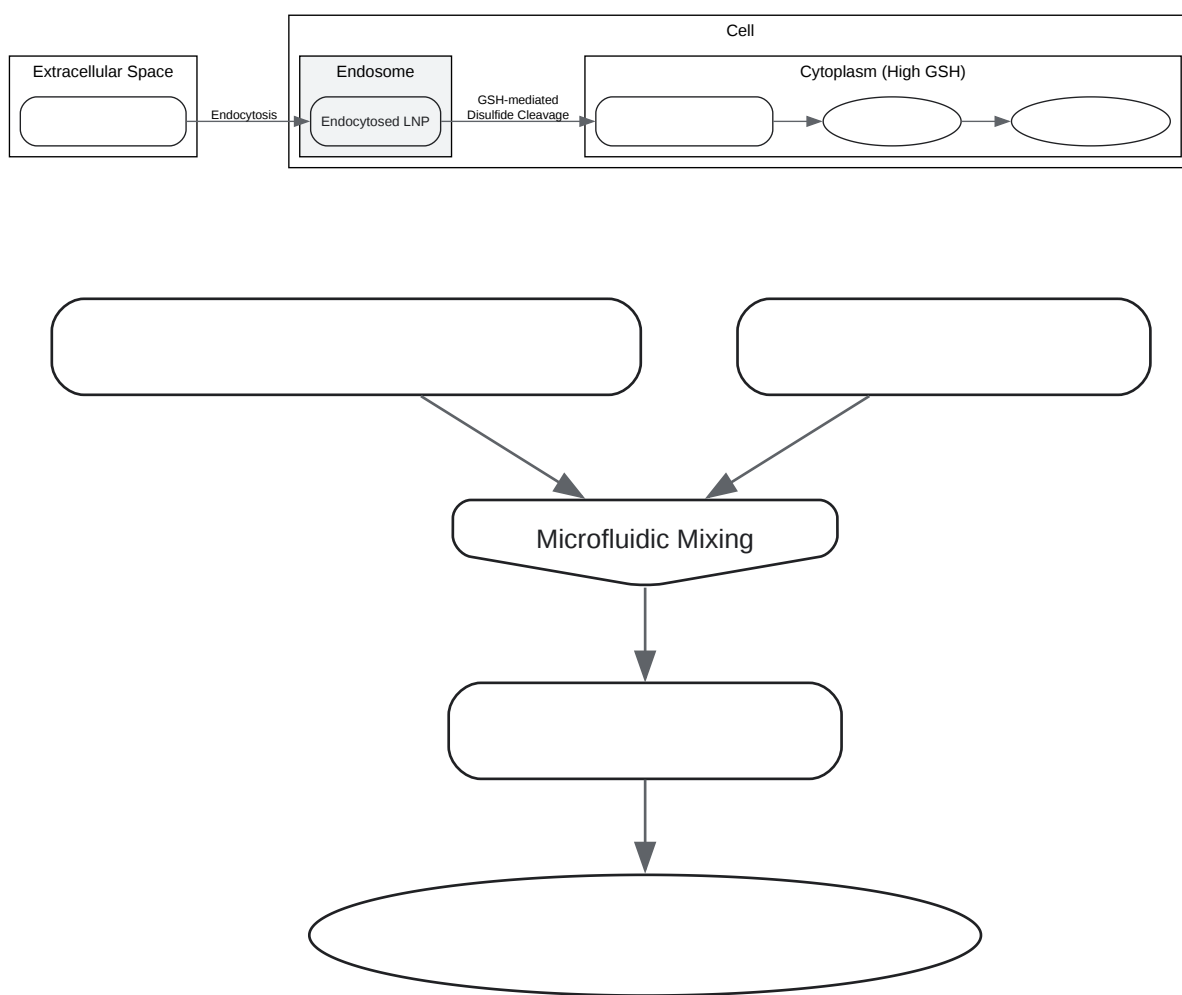 Cell
Extracellular Space
Endosome
Cytoplasm (High GSH)
Endocytosis
Endocytosed LNP
GSH-mediated
Disulfide Cleavage
Microfluidic Mixing